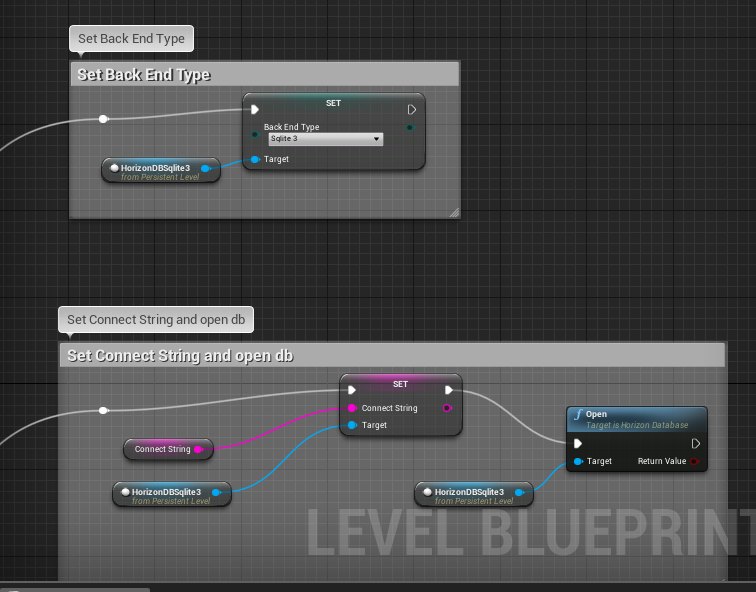 Set Back End Type
Set Back End Type
SET
Back End Type
Sqlite 3
HorizonDBSqlite3
from Persistent Level
Target
Set Connect String and open db
Set Connect String and open db
SET
Connect String
Target
Connect String
HorizonDBSqlite3
from Persistent Level
HorizonDBSqlite3
from Persistent Level
f Open
Target is Horizon Database
Target Return Value
LEVEL BLUEPRINT